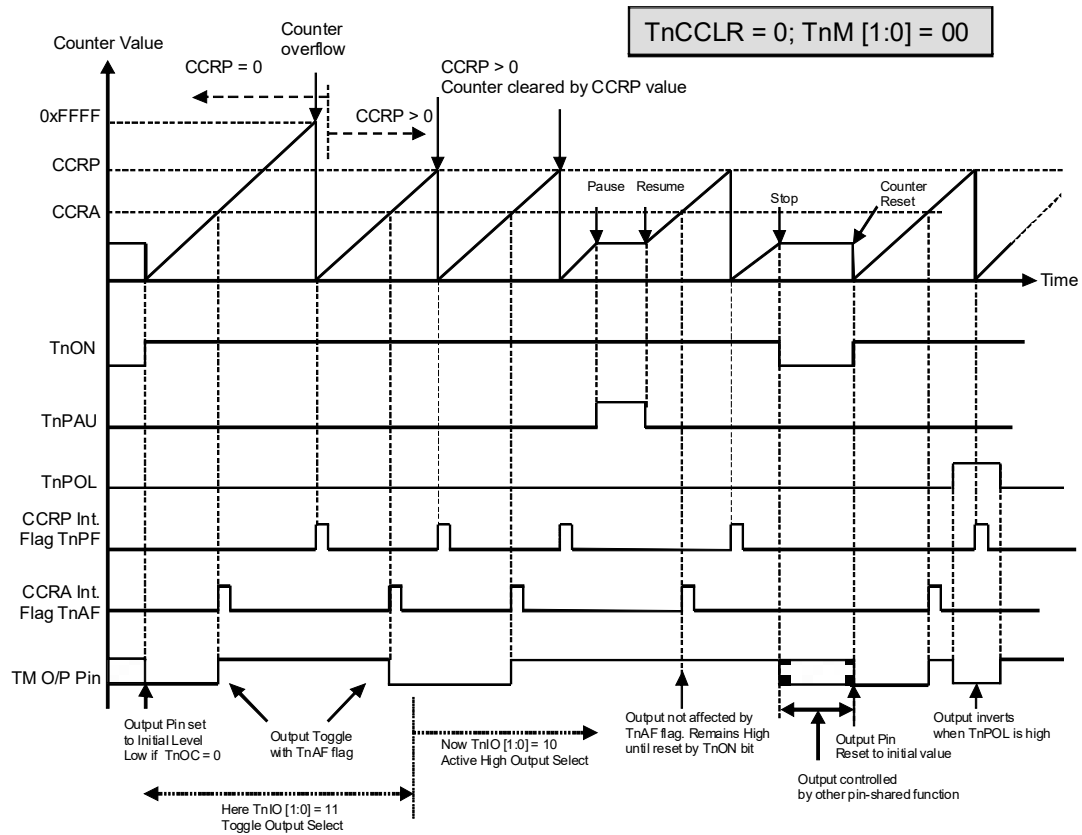 TnCCLR = 0; TnM [1:0] = 00
Counter Value
Counter
overflow
CCRP = 0
CCRP > 0
CCRP > 0
Counter cleared by CCRP value
0xFFFF
CCRP
CCRA
Pause
Resume
Stop
Counter
Reset
Time
TnON
TnPAU
TnPOL
CCRP Int.
Flag TnPF
CCRA Int.
Flag TnAF
TM O/P Pin
Output Pin set
to Initial Level
Low if TnOC = 0
Output Toggle
with TnAF flag
Now TnIO [1:0] = 10
Active High Output Select
Here TnIO [1:0] = 11
Toggle Output Select
Output not affected by
TnAF flag. Remains High
until reset by TnON bit
Output Pin
Reset to initial value
Output controlled
by other pin-shared function
Output inverts
when TnPOL is high